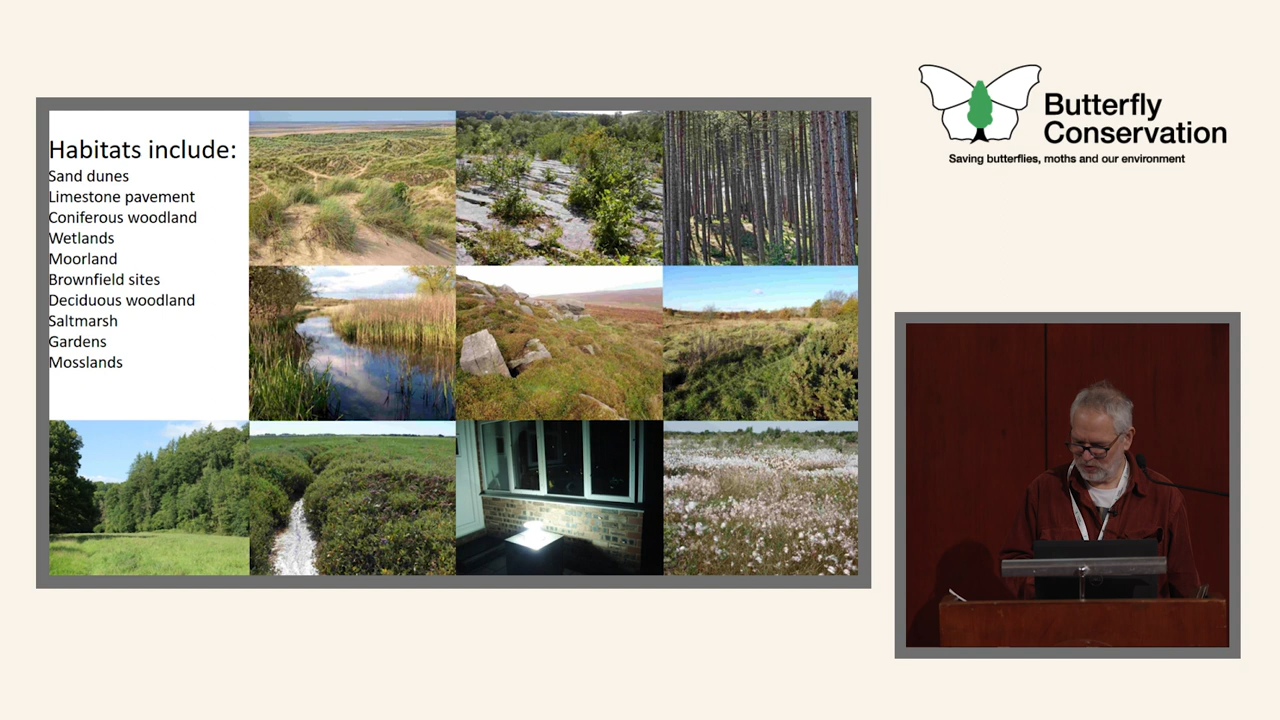 Habitats include:
Sand dunes
Limestone pavement
Coniferous woodland
Wetlands
Moorland
Brownfield sites
Deciduous woodland
Saltmarsh
Gardens
Mosslands
Butterfly
Conservation
Saving butterflies, moths and our environment